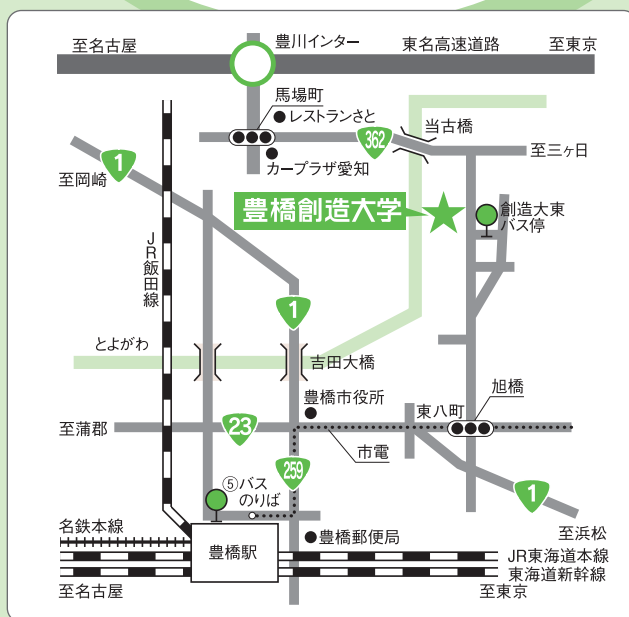 至名古屋
豊川インター
東名高速道路
至東京
馬場町
レストランさと
362
当古橋
至三ヶ日
カープラザ愛知
1
至岡崎
豊橋創造大学
創造大東
バス停
JR飯田線
1
とよがわ
吉田大橋
豊橋市役所
東八町
旭橋
至蒲郡
23
市電
259
⑤バス
のりば
1
名鉄本線
豊橋駅
豊橋郵便局
至浜松
JR東海道本線
東海道新幹線
至名古屋
至東京